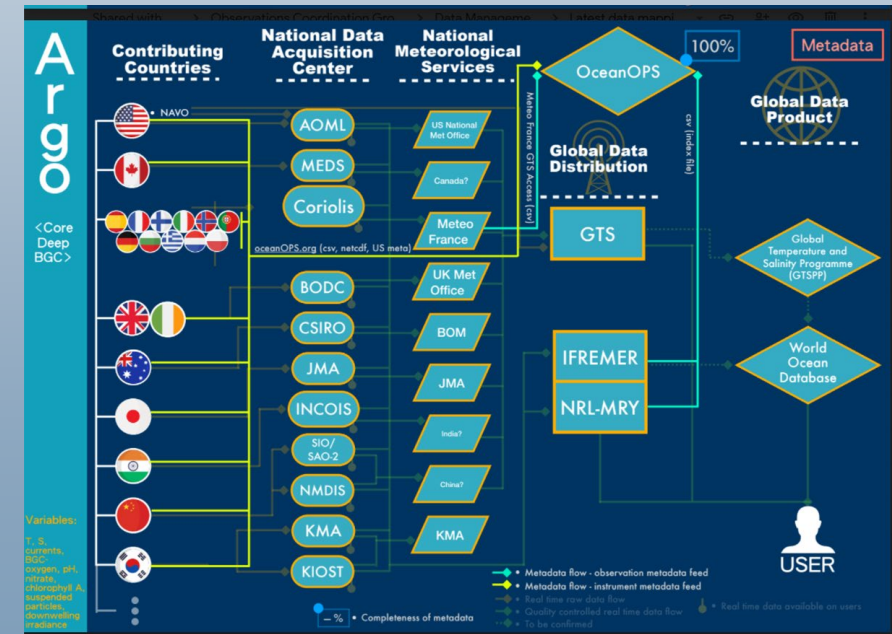 Shared with
Observations Coordination Gro...
Data Manageme...
Latest data mappi...
Argo
<Core
Deep
BGC>
Variables:
T, S,
currents,
BGC-
oxygen, pH,
nitrate,
chlorophyll A,
suspended
particles,
downwelling
irradiance
Contributing
Countries
National Data
Acquisition
Center
National
Meteorological
Services
OceanOPS
100%
Metadata
Global Data
Product
Global Data
Distribution
• NAVO
AOML
MEDS
Coriolis
oceanOPS.org (csv, netcdf, US meta)
BODC
CSIRO
JMA
INCOIS
SIO/
SAO-2
NMDIS
KMA
KIOST
US National
Met Office
Canada?
Meteo
France
UK Met
Office
BOM
JMA
India?
China?
KMA
Meteo France GTS Access (csv)
csv (index file)
GTS
IFREMER
NRL-MRY
Global
Temperature and
Salinity Programme
(GTSPP)
World
Ocean
Database
USER
– % • Completeness of metadata
• Metadata flow - observation metadata feed
• Metadata flow - instrument metadata feed
• Real time raw data flow
• Quality controlled real time data flow
• To be confirmed
• Real time data available on users